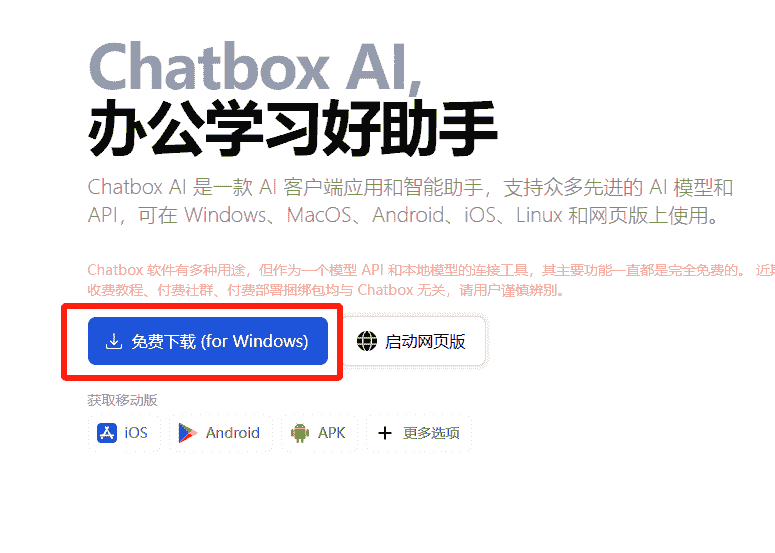 Chatbox AI,
办公学习好助手
Chatbox AI 是一款 AI 客户端应用和智能助手，支持众多先进的 AI 模型和
API，可在 Windows、MacOS、Android、iOS、Linux 和网页版上使用。
Chatbox 软件有多种用途，但作为一个模型 API 和本地模型的连接工具，其主要功能一直都是完全免费的。 近期
收费教程、付费社群、付费部署捆绑包均与 Chatbox 无关，请用户谨慎辨别。
免费下载 (for Windows)
启动网页版
获取移动版
iOS
Android
APK
更多选项